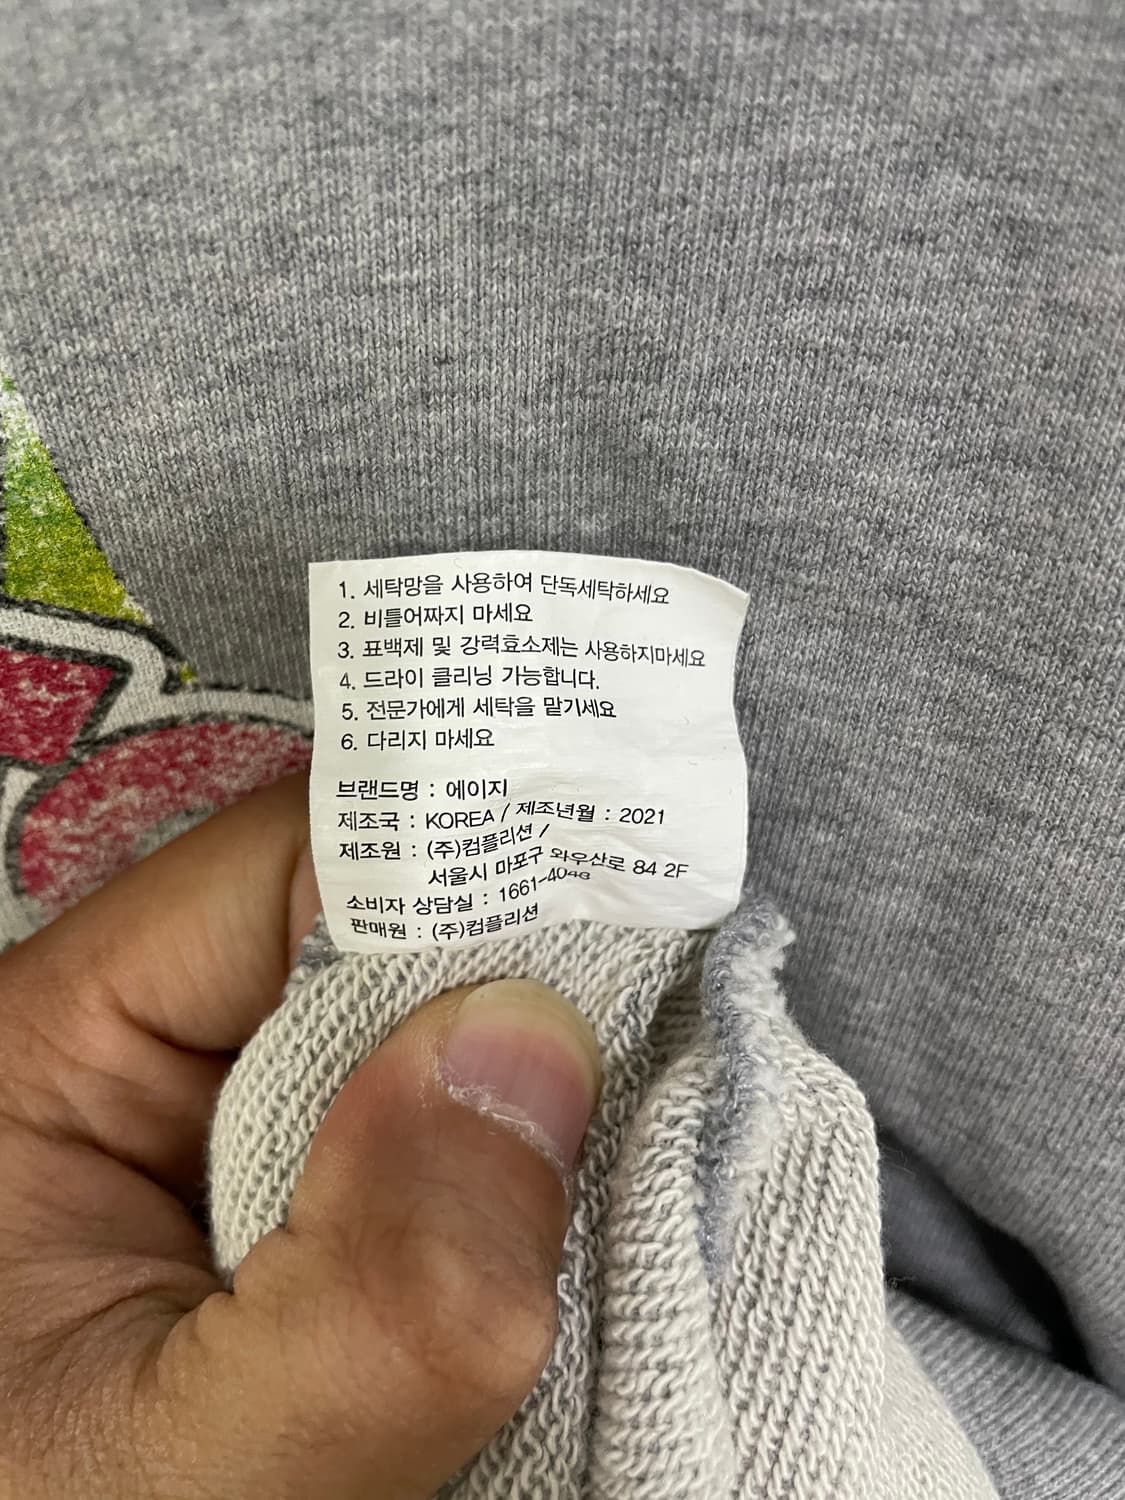 1. 세탁망을 사용하여 단독세탁하세요
2. 비틀어짜지 마세요
3. 표백제 및 강력효소제는 사용하지마세요
4. 드라이 클리닝 가능합니다.
5. 전문가에게 세탁을 맡기세요
6. 다리지 마세요
브랜드명 : 에이지
제조국 : KOREA / 제조년월 : 2021
제조원 : (주)컴플리션 /
서울시 마포구 와우산로 84 2F
소비자 상담실 :
판매원 : (주)컴플리션